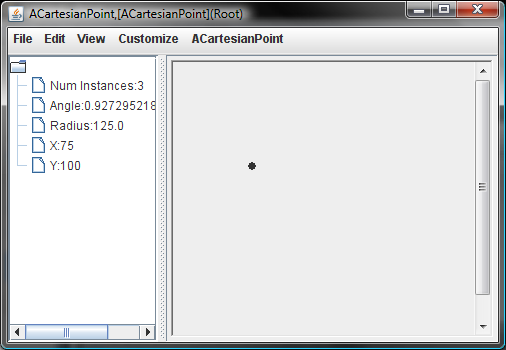 ACartesianPoint,[ACartesianPoint](Root)
File Edit View Customize ACartesianPoint
Num Instances:3
Angle:0.927295218
Radius:125.0
X:75
Y:100